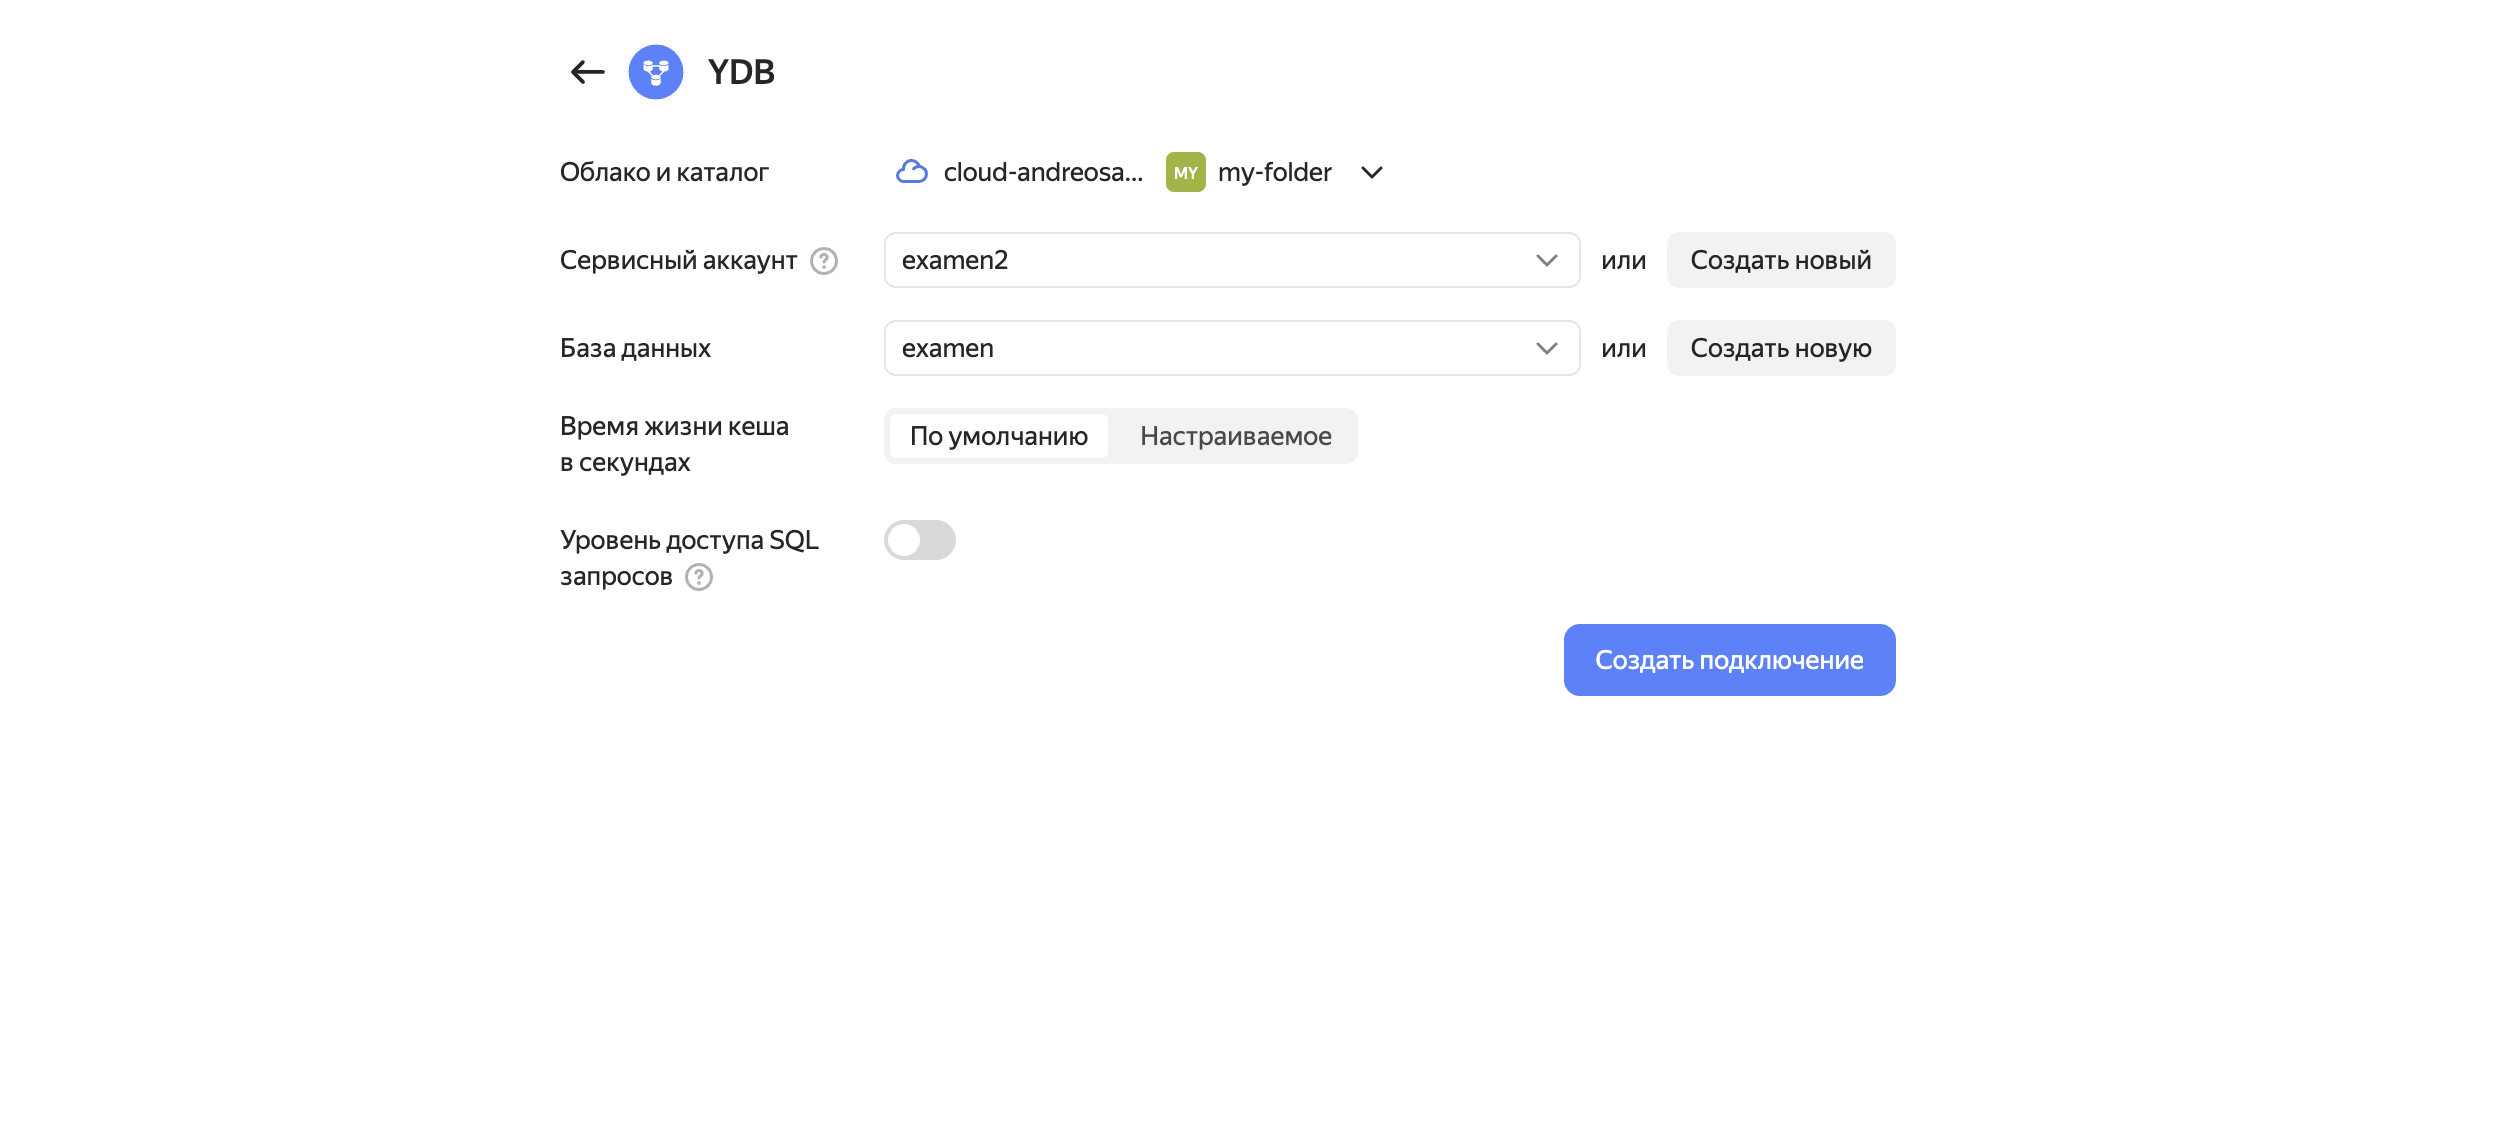 YDB
Облако и каталог cloud-andreosa... MY my-folder
Сервисный аккаунт ? examen2 или Создать новый
База данных examen или Создать новую
Время жизни кеша
в секундах
По умолчанию Настраиваемое
Уровень доступа SQL
запросов ?
Создать подключение